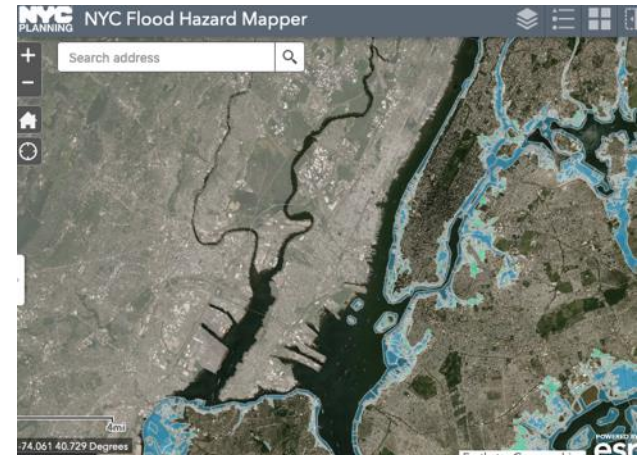 NYC
PLANNING
NYC Flood Hazard Mapper
+
Search address
−
4mi
-74.061 40.729 Degrees
POWERED BY
esri